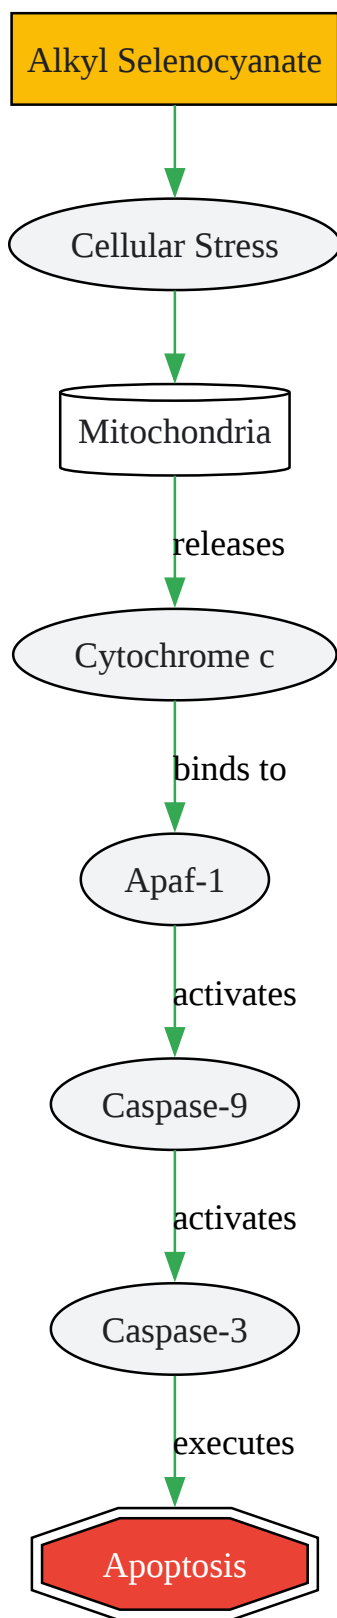 Alkyl Selenocyanate
Cellular Stress
Mitochondria
releases
Cytochrome c
binds to
Apaf-1
activates
Caspase-9
activates
Caspase-3
executes
Apoptosis